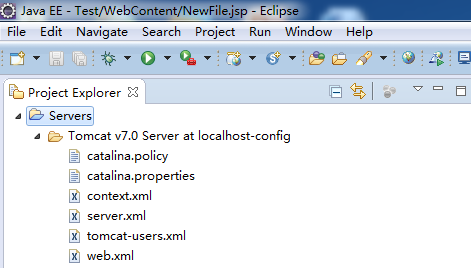 Java EE - Test/WebContent/NewFile.jsp - Eclipse
File Edit Navigate Search Project Run Window Help
Project Explorer
Servers
Tomcat v7.0 Server at localhost-config
catalina.policy
catalina.properties
context.xml
server.xml
tomcat-users.xml
web.xml